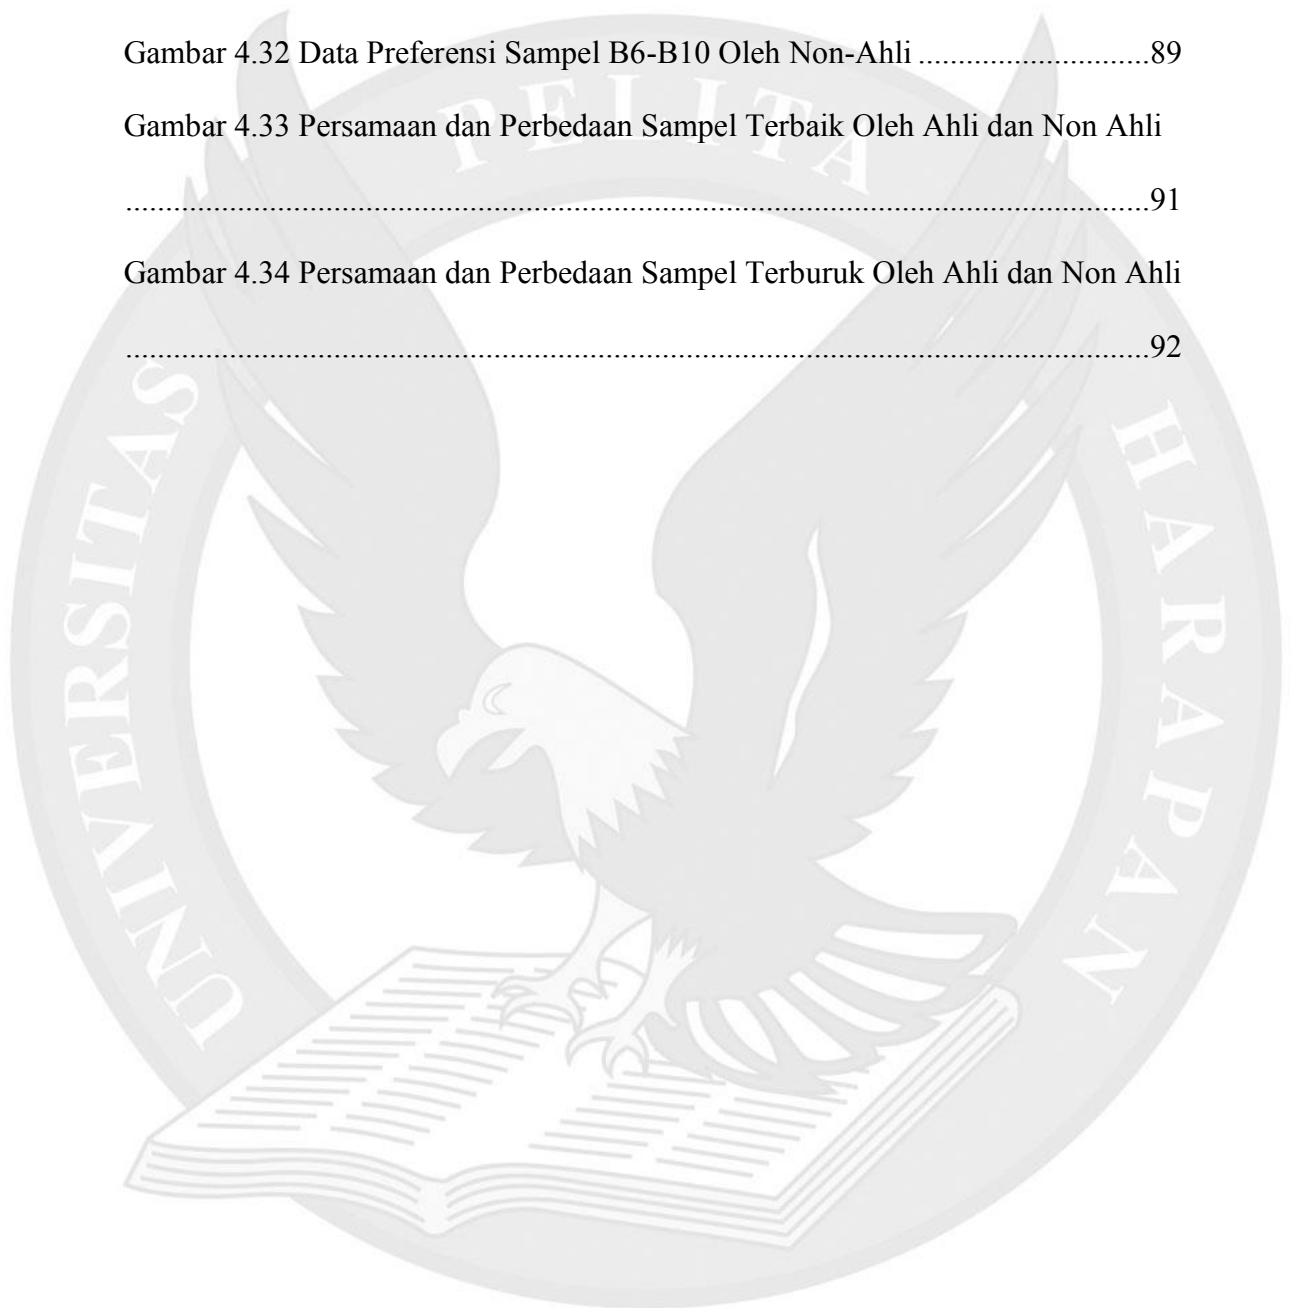 Gambar 4.32 Data Preferensi Sampel B6-B10 Oleh Non-Ahli .............................89
Gambar 4.33 Persamaan dan Perbedaan Sampel Terbaik Oleh Ahli dan Non Ahli
................................................................................................................................91
Gambar 4.34 Persamaan dan Perbedaan Sampel Terburuk Oleh Ahli dan Non Ahli
................................................................................................................................92
UNIVERSITAS PELITA HARAPAN